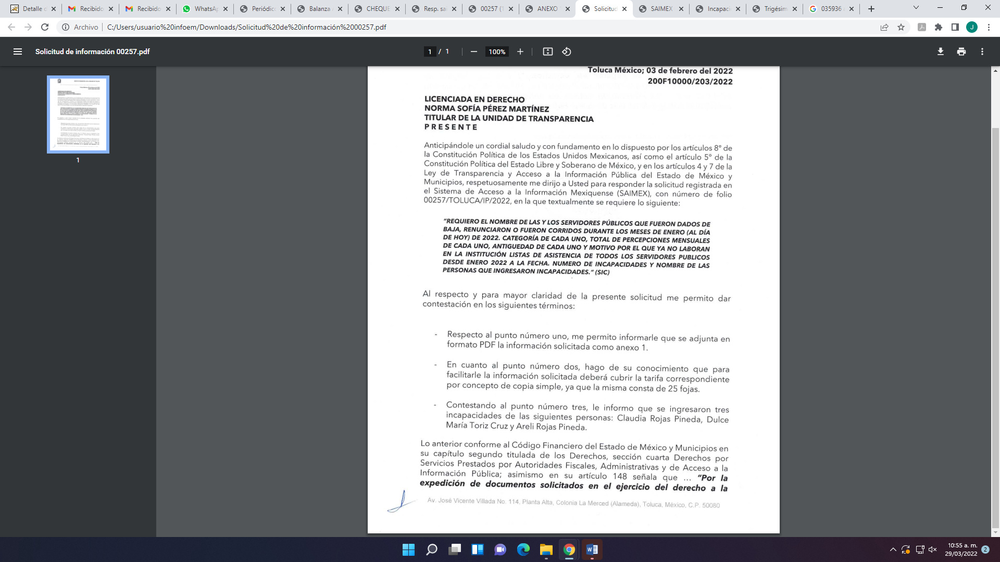 Detalle d
Recibido
Recibido
WhatsAp
Periódico
Balanza
CHEQUE
Resp. sa
00257 (1
ANEXO
Solicitud
SAIMEX
Incapaci
Trigésim
035936
Archivo
C:/Users/usuario%20infoem/Downloads/Solicitud%20de%20información%2000257.pdf
J
Solicitud de información 00257.pdf
1 / 1
100%
1
Toluca México; 03 de febrero del 2022
200F10000/203/2022
LICENCIADA EN DERECHO
NORMA SOFÍA PÉREZ MARTÍNEZ
TITULAR DE LA UNIDAD DE TRANSPARENCIA
P R E S E N T E
Anticipándole un cordial saludo y con fundamento en lo dispuesto por los artículos 8° de
la Constitución Política de los Estados Unidos Mexicanos, así como el artículo 5° de la
Constitución Política del Estado Libre y Soberano de México, y en los artículos 4 y 7 de la
Ley de Transparencia y Acceso a la Información Pública del Estado de México y
Municipios, respetuosamente me dirijo a Usted para responder la solicitud registrada en
el Sistema de Acceso a la Información Mexiquense (SAIMEX), con número de folio
00257/TOLUCA/IP/2022, en la que textualmente se requiere lo siguiente:
"REQUIERO EL NOMBRE DE LAS Y LOS SERVIDORES PÚBLICOS QUE FUERON DADOS DE
BAJA, RENUNCIARON O FUERON CORRIDOS DURANTE LOS MESES DE ENERO (AL DÍA
DE HOY) DE 2022. CATEGORÍA DE CADA UNO, TOTAL DE PERCEPCIONES MENSUALES
DE CADA UNO, ANTIGUEDAD DE CADA UNO Y MOTIVO POR EL QUE YA NO LABORAN
EN LA INSTITUCIÓN LISTAS DE ASISTENCIA DE TODOS LOS SERVIDORES PUBLICOS
DESDE ENERO 2022 A LA FECHA. NUMERO DE INCAPACIDADES Y NOMBRE DE LAS
PERSONAS QUE INGRESARON INCAPACIDADES." (SIC)
Al respecto y para mayor claridad de la presente solicitud me permito dar
contestación en los siguientes términos:
- Respecto al punto número uno, me permito informarle que se adjunta en
formato PDF la información solicitada como anexo 1.
- En cuanto al punto número dos, hago de su conocimiento que para
facilitarle la información solicitada deberá cubrir la tarifa correspondiente
por concepto de copia simple, ya que la misma consta de 25 fojas.
- Contestando al punto número tres, le informo que se ingresaron tres
incapacidades de las siguientes personas: Claudia Rojas Pineda, Dulce
María Toriz Cruz y Areli Rojas Pineda.
Lo anterior conforme al Código Financiero del Estado de México y Municipios en
su capítulo segundo titulada de los Derechos, sección cuarta Derechos por
Servicios Prestados por Autoridades Fiscales, Administrativas y de Acceso a la
Información Pública; asimismo en su artículo 148 señala que ... "Por la
expedición de documentos solicitados en el ejercicio del derecho a la
Av. José Vicente Villada No. 114, Planta Alta, Colonia La Merced (Alameda), Toluca, México, C.P. 50080
10:55 a. m.
29/03/2022
2